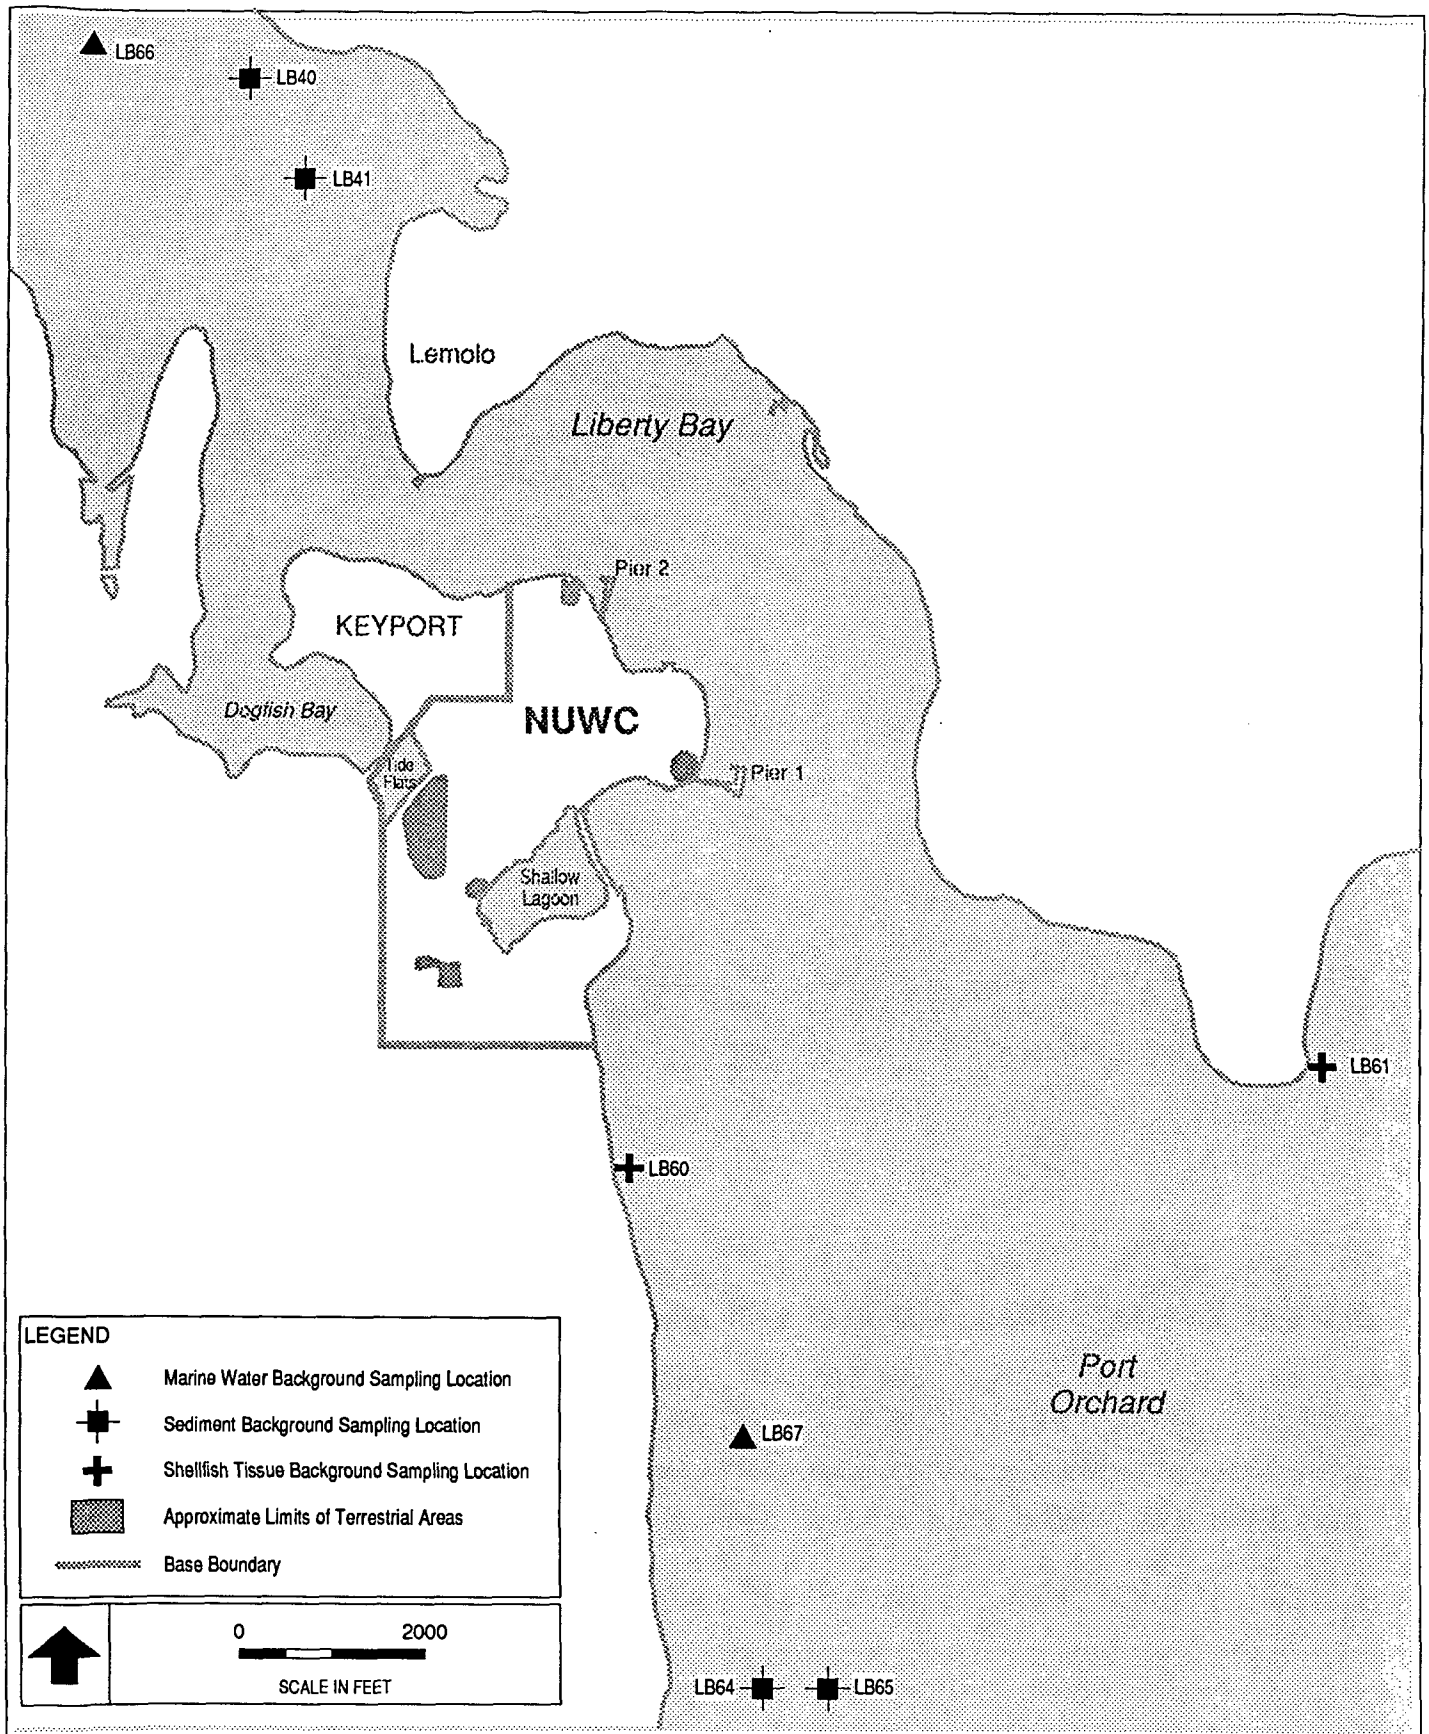 LB66
LB40
LB41
Lemolo
Liberty Bay
Pier 2
KEYPORT
Dogfish Bay
NUWC
Tide
Flats
Pier 1
Shallow
Lagoon
LB61
LB60
Port
Orchard
LB67
LB64
LB65
LEGEND
Marine Water Background Sampling Location
Sediment Background Sampling Location
Shellfish Tissue Background Sampling Location
Approximate Limits of Terrestrial Areas
Base Boundary
0 2000
SCALE IN FEET